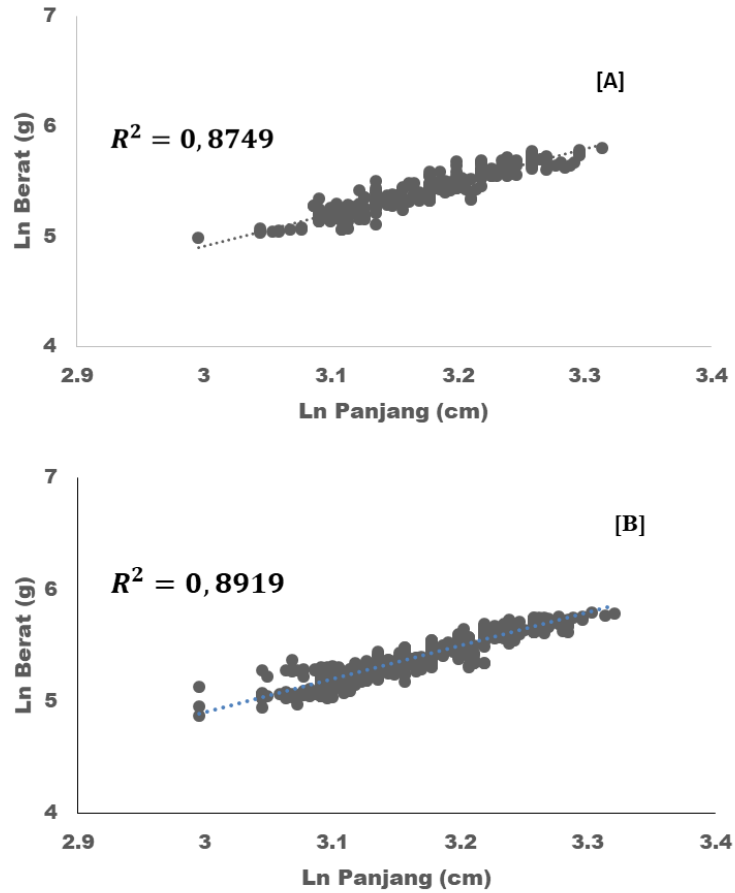 7
[A]
6
R² = 0,8749
Ln Berat (g)
5
4
2.9 3 3.1 3.2 3.3 3.4
Ln Panjang (cm)
7
[B]
6
R² = 0,8919
Ln Berat (g)
5
4
2.9 3 3.1 3.2 3.3 3.4
Ln Panjang (cm)